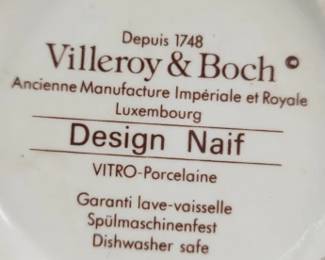 Depuis 1748
Villeroy & Boch ©
Ancienne Manufacture Impériale et Royale
Luxembourg
Design Naif
VITRO-Porcelaine
Garanti lave-vaisselle
Spülmaschinenfest
Dishwasher safe